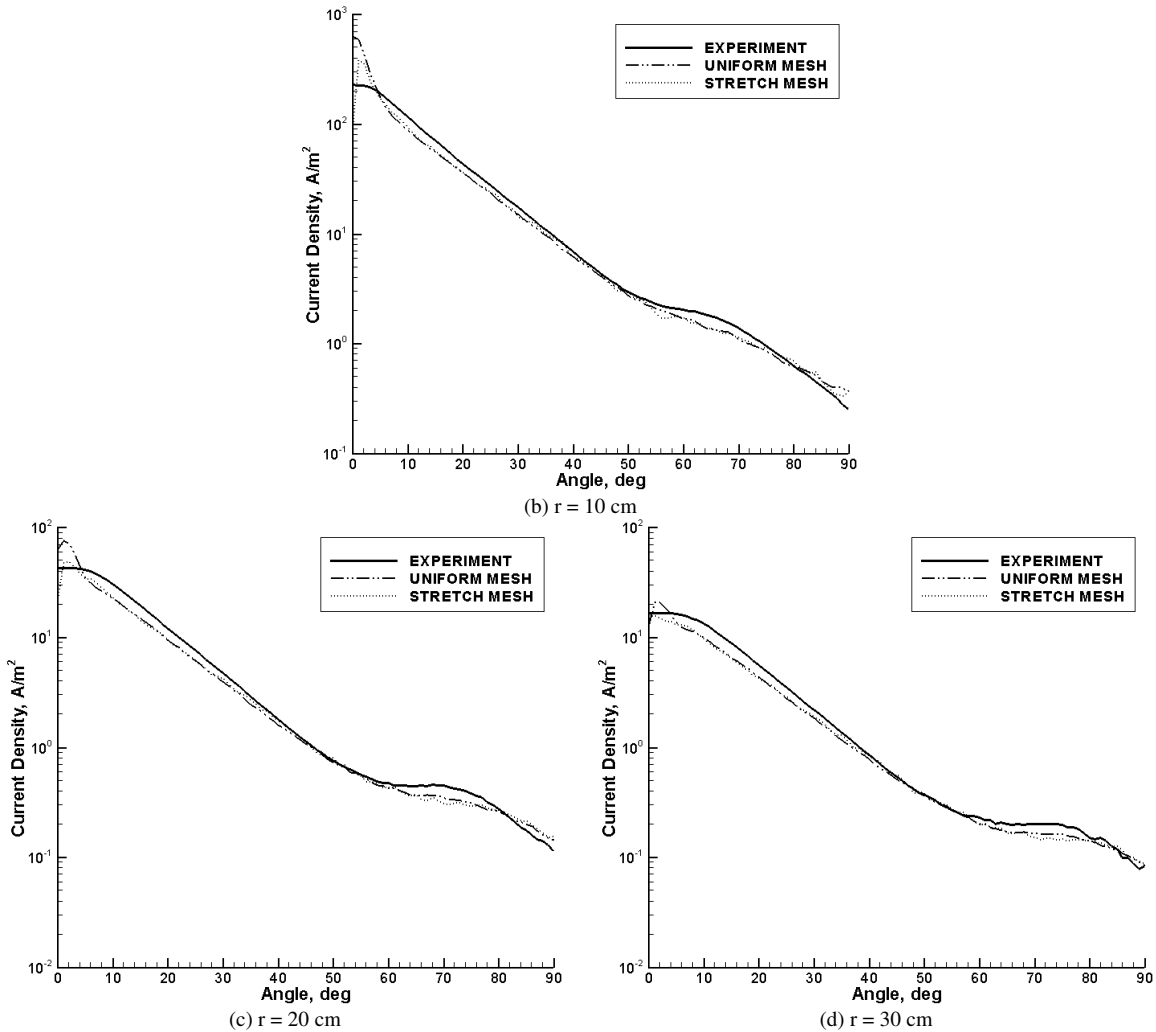 10³
10²
10¹
10⁰
10⁻¹
Current Density, A/m²
EXPERIMENT
UNIFORM MESH
STRETCH MESH
0 10 20 30 40 50 60 70 80 90
Angle, deg
(b) r = 10 cm
10²
10¹
10⁰
10⁻¹
10⁻²
Current Density, A/m²
EXPERIMENT
UNIFORM MESH
STRETCH MESH
0 10 20 30 40 50 60 70 80 90
Angle, deg
(c) r = 20 cm
10²
10¹
10⁰
10⁻¹
10⁻²
Current Density, A/m²
EXPERIMENT
UNIFORM MESH
STRETCH MESH
0 10 20 30 40 50 60 70 80 90
Angle, deg
(d) r = 30 cm